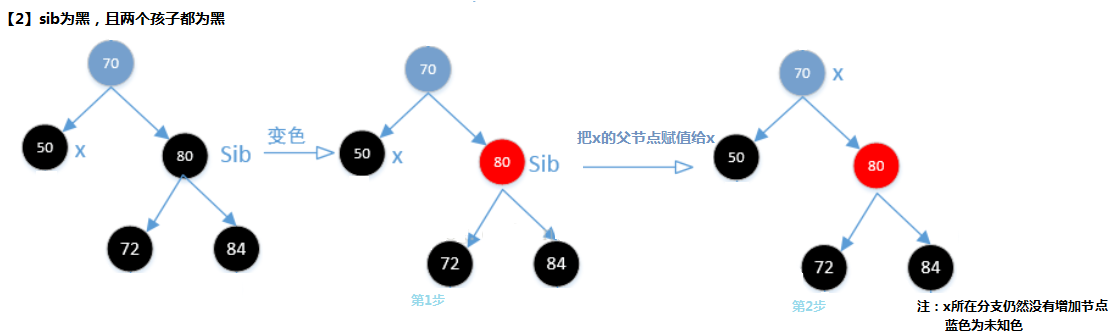 【2】sib为黑，且两个孩子都为黑
70
50
x
80
Sib
72
84
变色
70
50
x
80
Sib
72
84
第1步
把x的父节点赋值给x
70
x
50
80
72
84
第2步
注：x所在分支仍然没有增加节点
蓝色为未知色